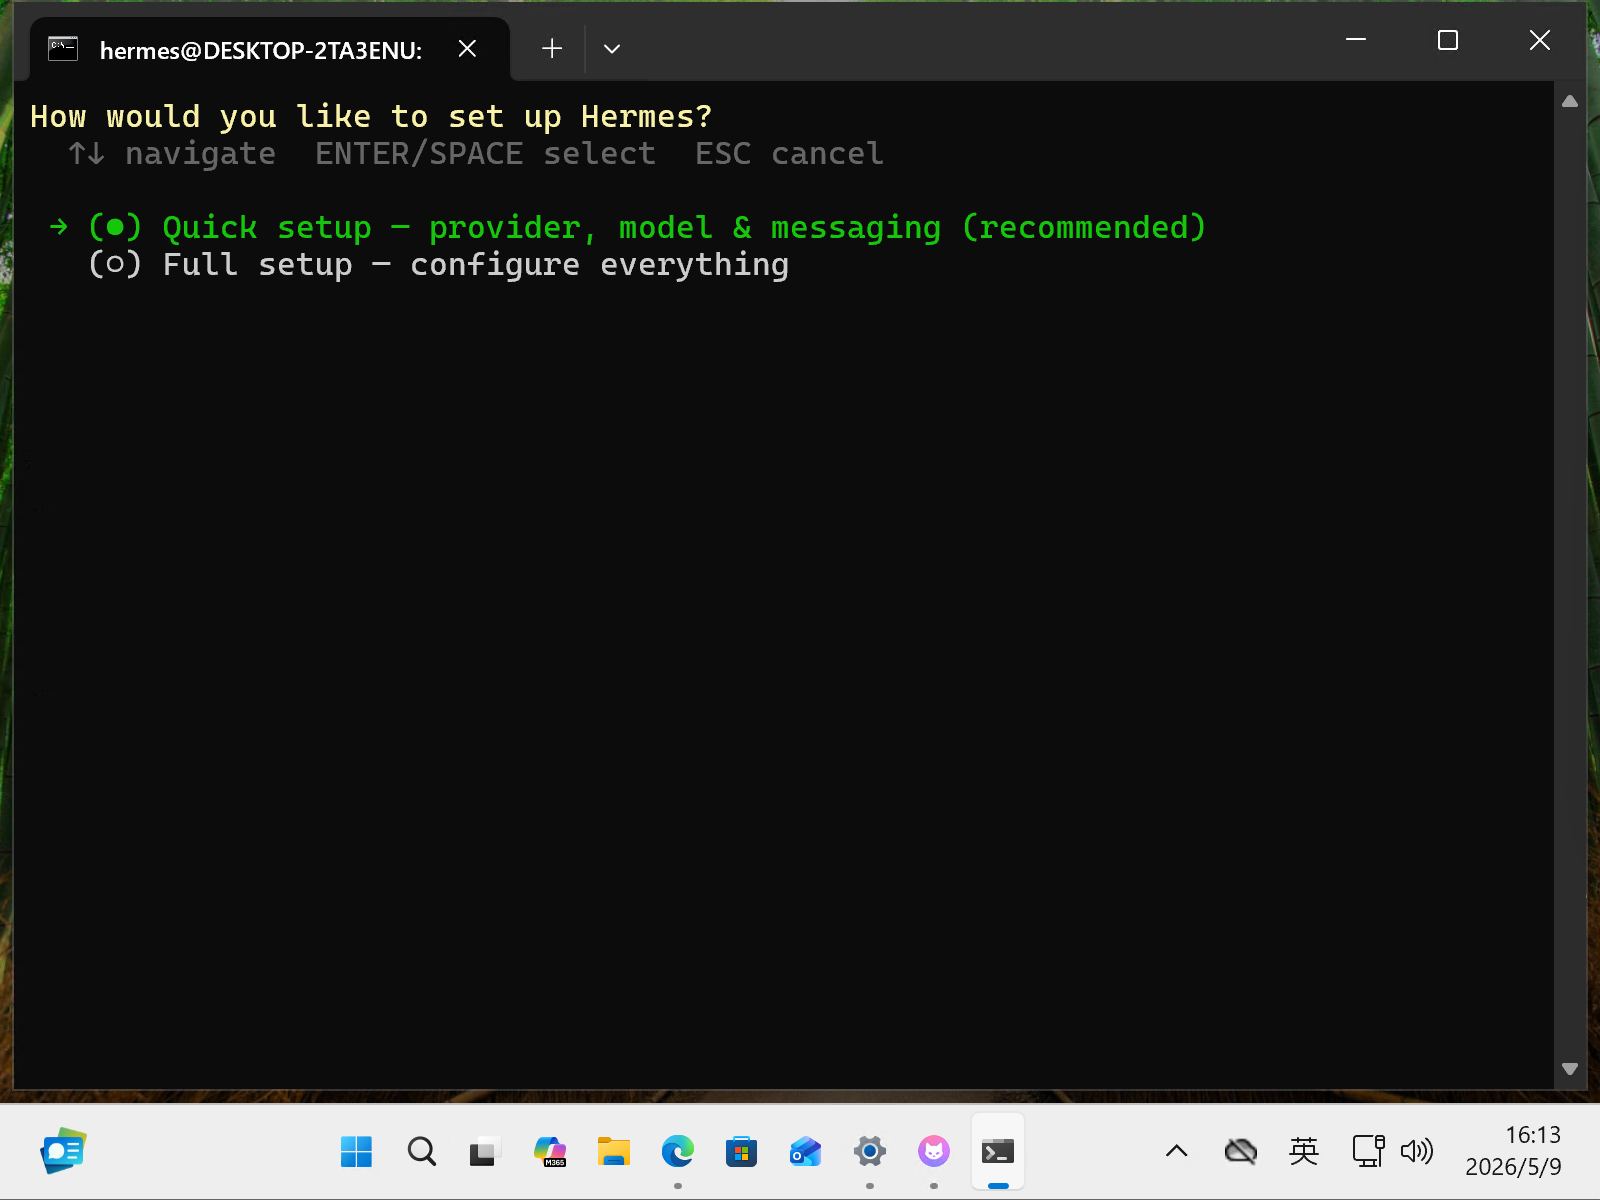 hermes@DESKTOP-2TA3ENU:
How would you like to set up Hermes?
↑↓ navigate  ENTER/SPACE select  ESC cancel
→ (●) Quick setup — provider, model & messaging (recommended)
(○) Full setup — configure everything
M365
英
16:13
2026/5/9